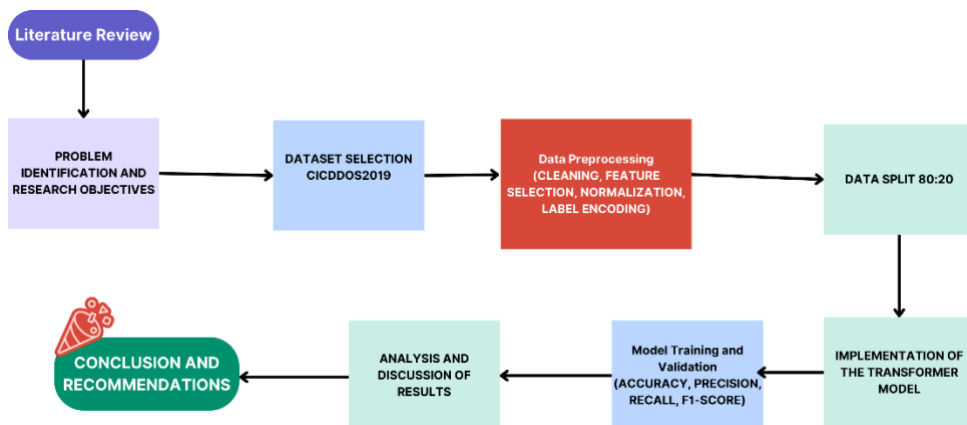 Literature Review
PROBLEM
IDENTIFICATION AND
RESEARCH OBJECTIVES
DATASET SELECTION
CICDDOS2019
Data Preprocessing
(CLEANING, FEATURE
SELECTION, NORMALIZATION,
LABEL ENCODING)
DATA SPLIT 80:20
IMPLEMENTATION OF
THE TRANSFORMER
MODEL
Model Training and
Validation
(ACCURACY, PRECISION,
RECALL, F1-SCORE)
ANALYSIS AND
DISCUSSION OF
RESULTS
CONCLUSION AND
RECOMMENDATIONS